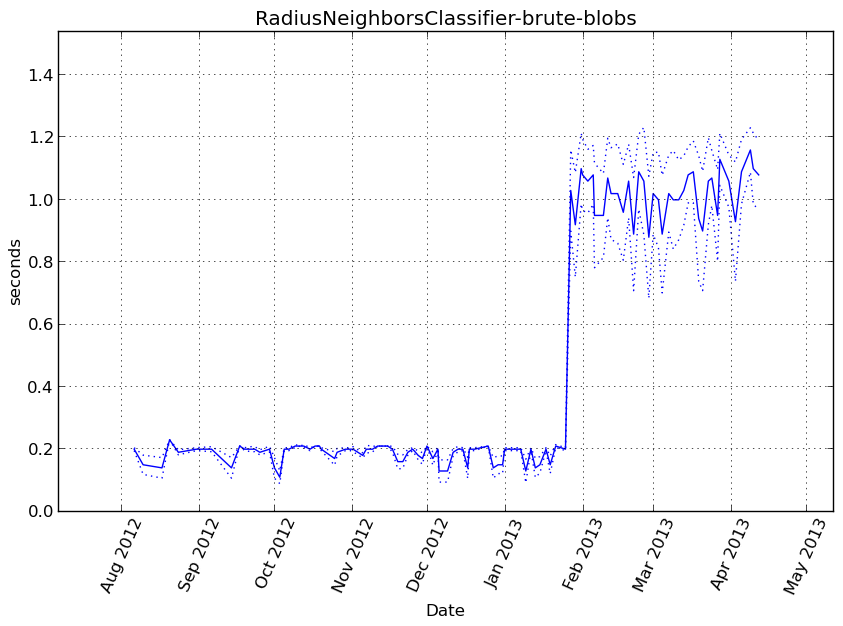 RadiusNeighborsClassifier-brute-blobs
1.4
1.2
1.0
0.8
0.6
0.4
0.2
0.0
seconds
Aug 2012
Sep 2012
Oct 2012
Nov 2012
Dec 2012
Jan 2013
Feb 2013
Mar 2013
Apr 2013
May 2013
Date